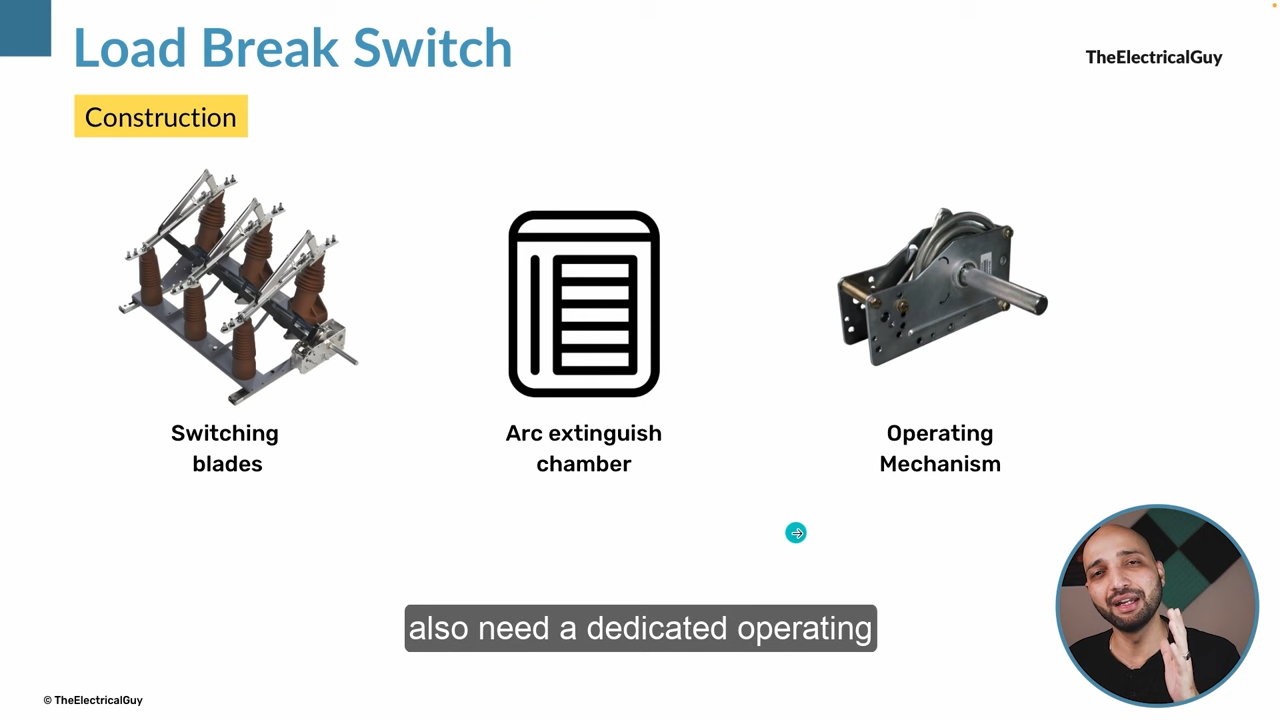 Load Break Switch
TheElectricalGuy
Construction
Switching
blades
Arc extinguish
chamber
Operating
Mechanism
also need a dedicated operating
© TheElectricalGuy